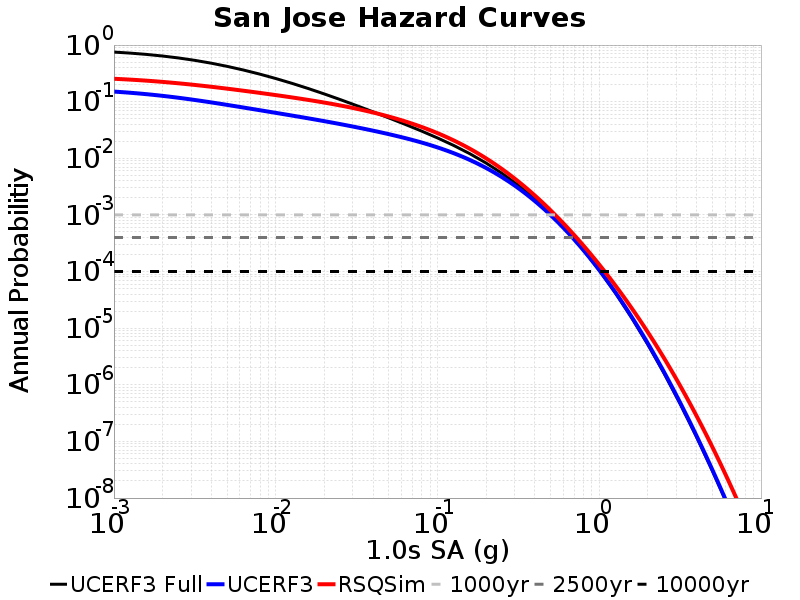 San Jose Hazard Curves
Annual Probabilitiy
10^0
10^-1
10^-2
10^-3
10^-4
10^-5
10^-6
10^-7
10^-8
10^-3 10^-2 10^-1 10^0 10^1
1.0s SA (g)
UCERF3 Full UCERF3 RSQSim 1000yr 2500yr 10000yr